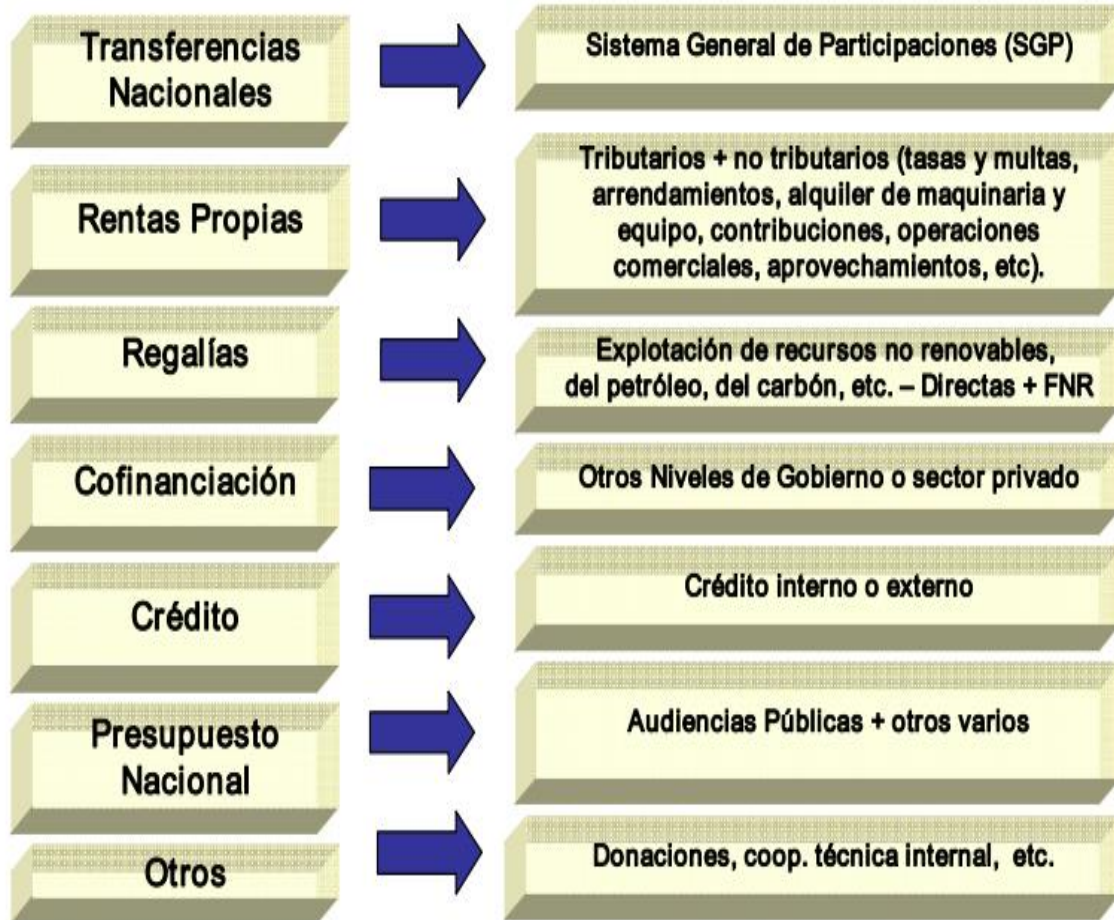 Transferencias
Nacionales
Sistema General de Participaciones (SGP)
Rentas Propias
Tributarios + no tributarios (tasas y multas,
arrendamientos, alquiler de maquinaria y
equipo, contribuciones, operaciones
comerciales, aprovechamientos, etc).
Regalías
Explotación de recursos no renovables,
del petróleo, del carbón, etc. – Directas + FNR
Cofinanciación
Otros Niveles de Gobierno o sector privado
Crédito
Crédito interno o externo
Presupuesto
Nacional
Audiencias Públicas + otros varios
Otros
Donaciones, coop. técnica internal, etc.